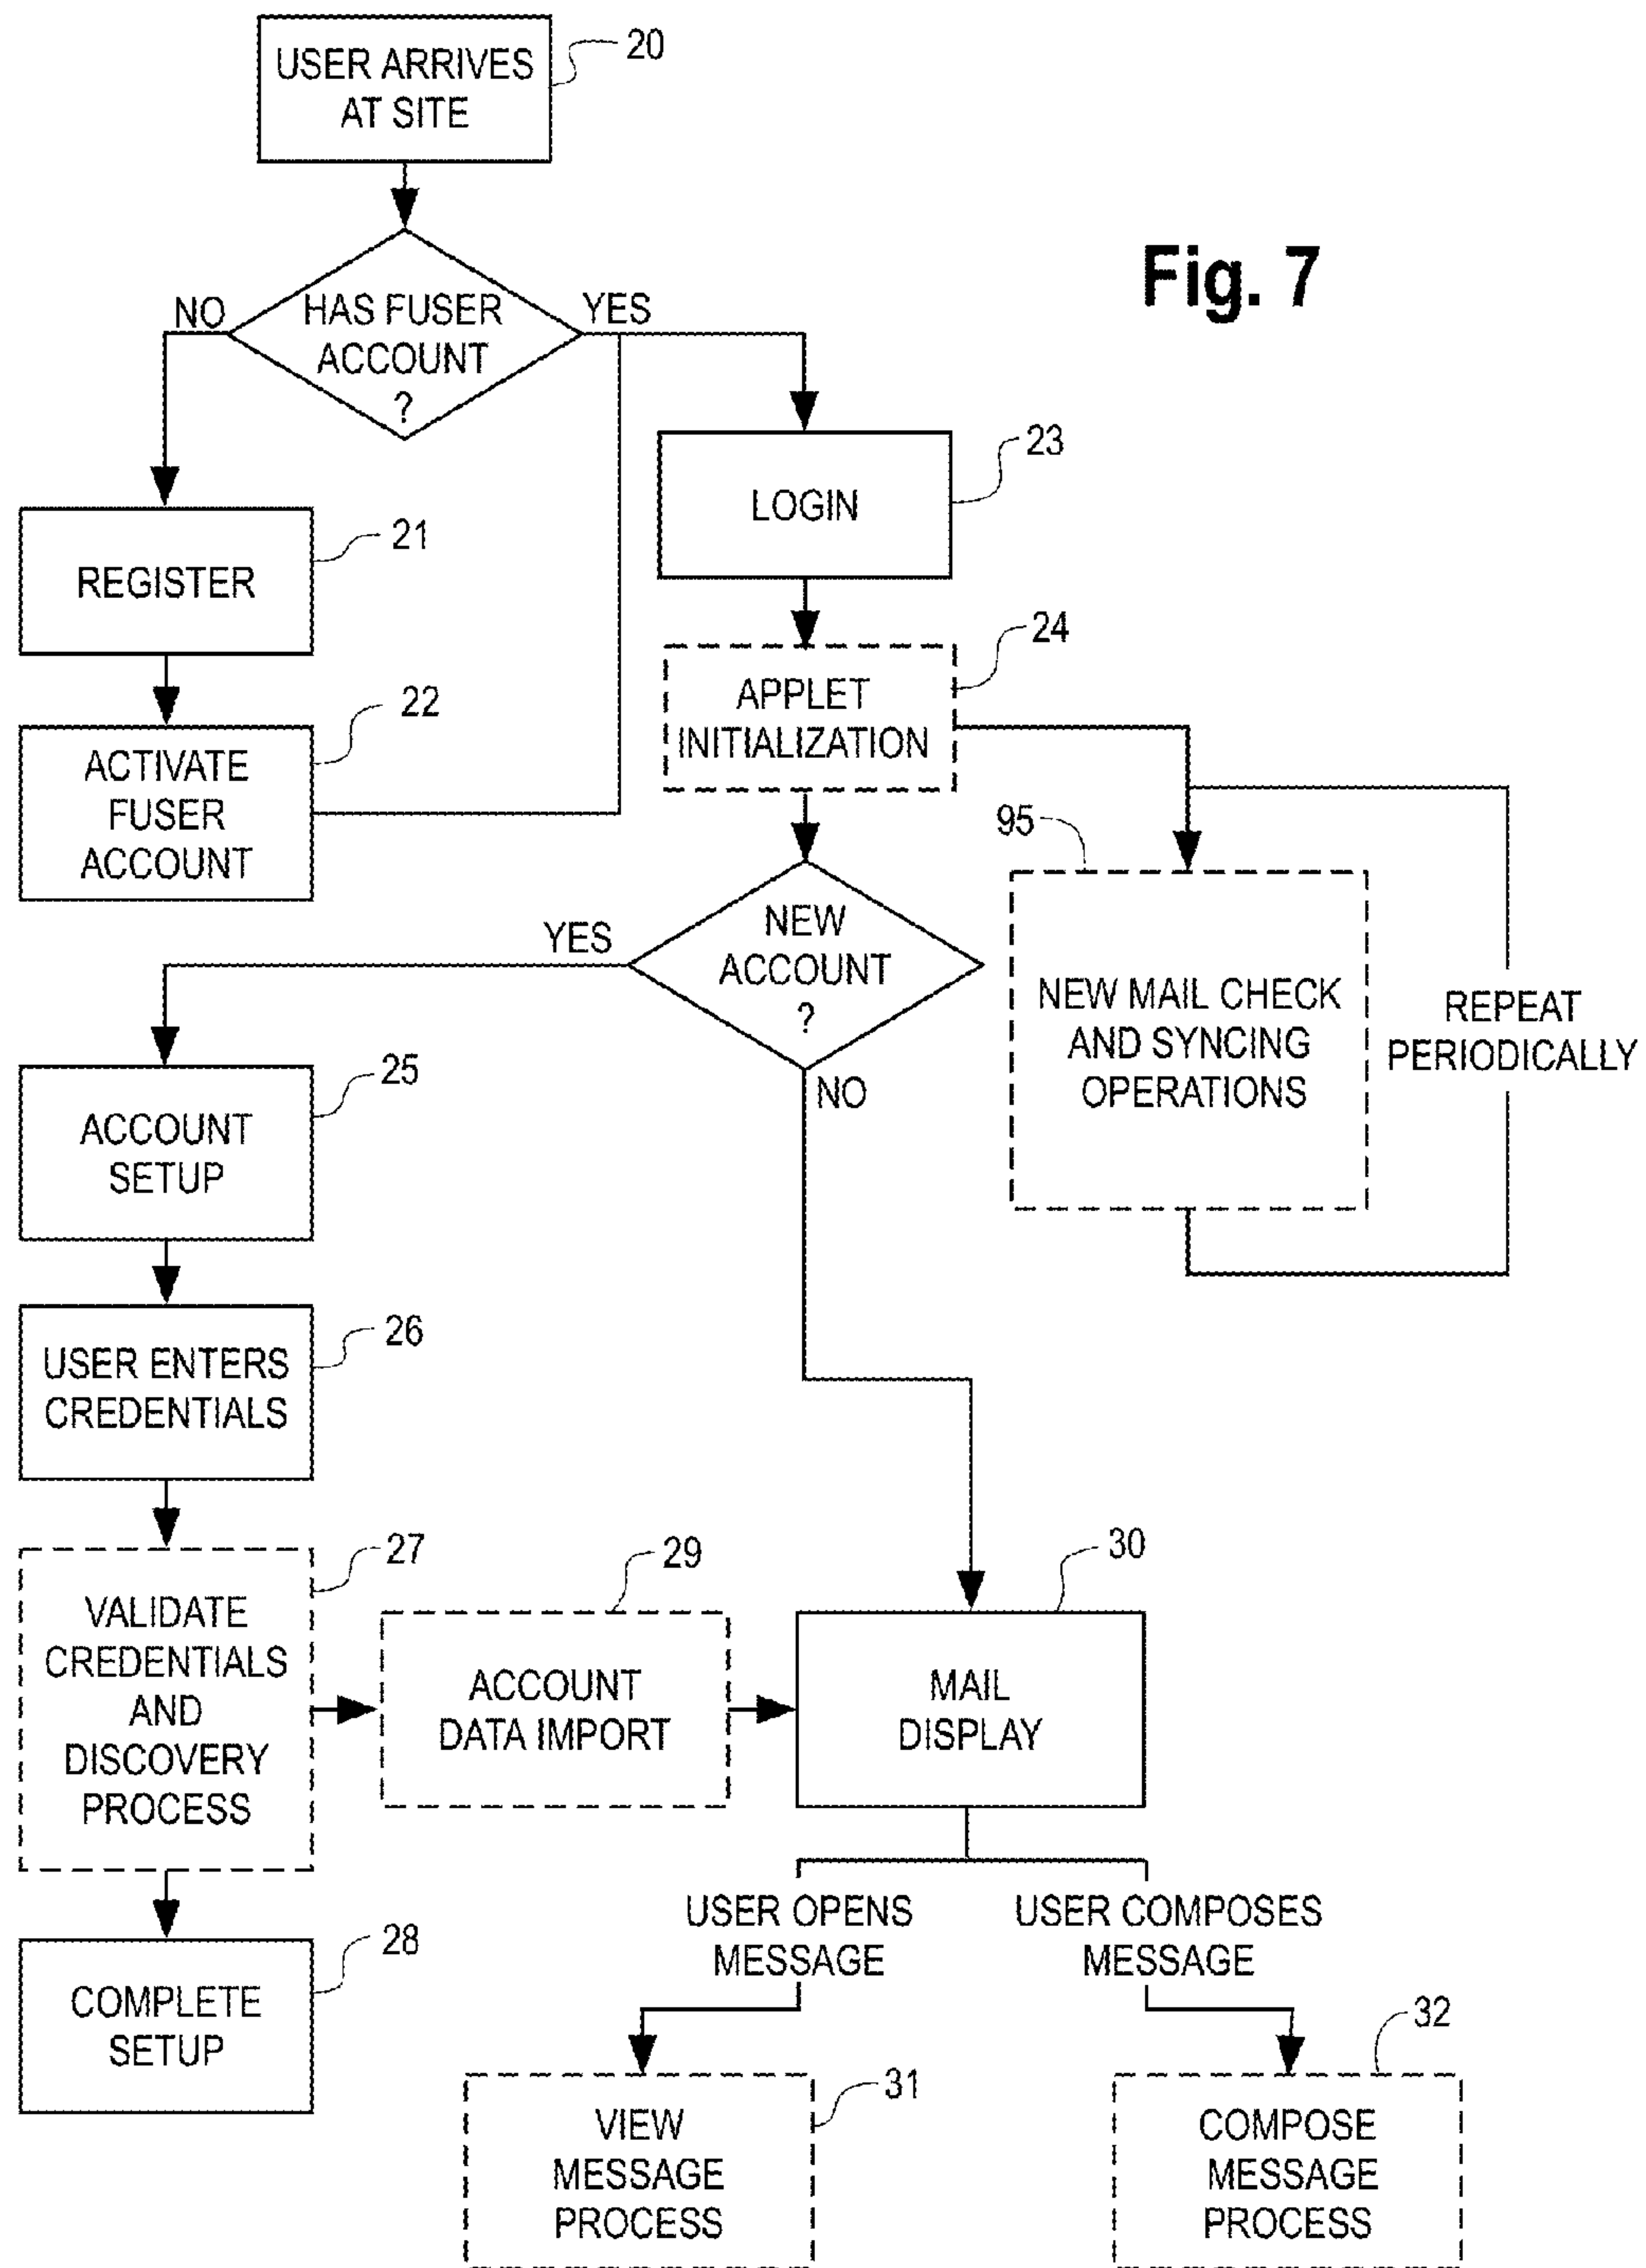 20
USER ARRIVES
AT SITE
Fig. 7
NO
HAS FUSER
ACCOUNT
?
YES
23
LOGIN
21
REGISTER
24
APPLET
INITIALIZATION
22
ACTIVATE
FUSER
ACCOUNT
95
YES
NEW
ACCOUNT
?
NO
NEW MAIL CHECK
AND SYNCING
OPERATIONS
REPEAT
PERIODICALLY
25
ACCOUNT
SETUP
26
USER ENTERS
CREDENTIALS
27
VALIDATE
CREDENTIALS
AND
DISCOVERY
PROCESS
29
ACCOUNT
DATA IMPORT
30
MAIL
DISPLAY
USER OPENS
MESSAGE
USER COMPOSES
MESSAGE
28
COMPLETE
SETUP
31
VIEW
MESSAGE
PROCESS
32
COMPOSE
MESSAGE
PROCESS